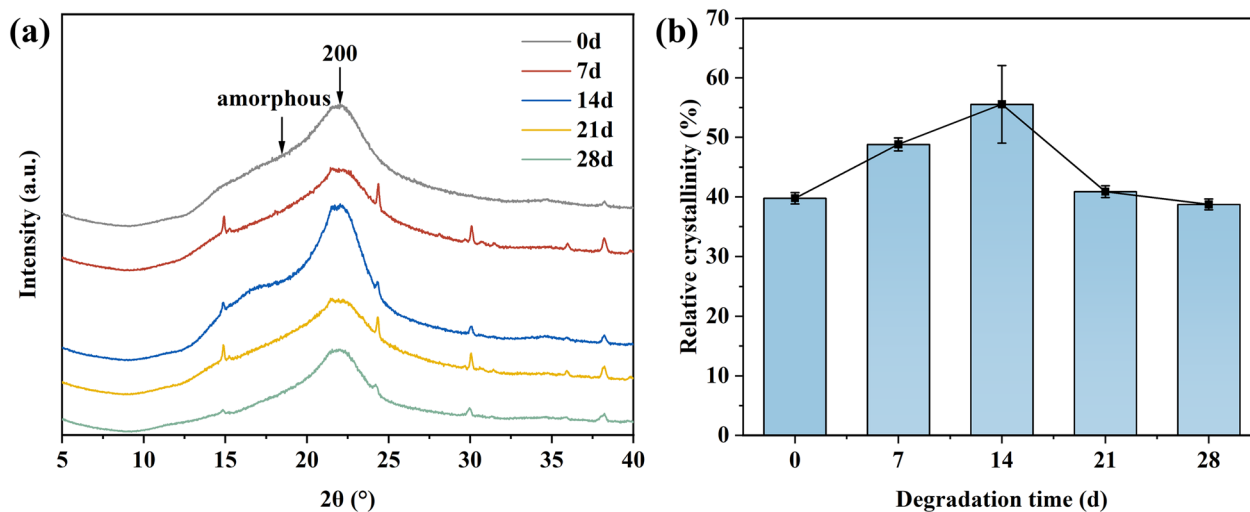 (a)
200
amorphous
0d
7d
14d
21d
28d
Intensity (a.u.)
5 10 15 20 25 30 35 40
2θ (°)
(b)
70
60
50
40
30
20
10
0
Relative crystallinity (%)
0 7 14 21 28
Degradation time (d)